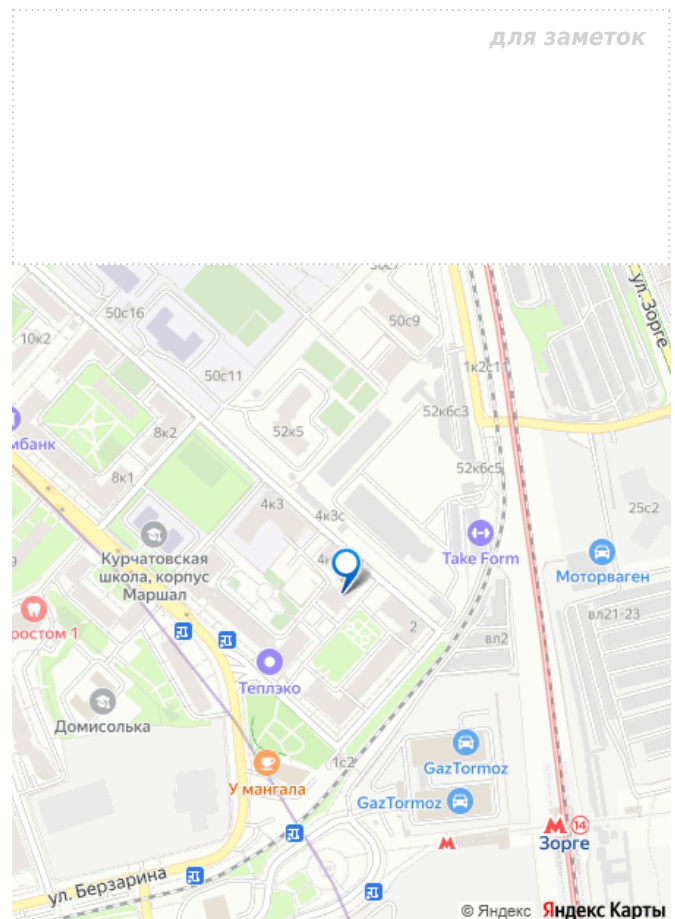 для заметок
50с7
ул. Зорге
50с16
50с9
10к2
1к2с11
50с11
52к6с3
8к2
52к5
мбанк
52к6с5
8к1
4к3
4к3с
25с2
Курчатовская
школа, корпус
Маршал
Take Form
Моторваген
ростом 1
2
вл21-23
вл2
Теплэко
Домисолька
GazTormoz
1с2
У мангала
GazTormoz
14
Зорге
ул. Берзарина
© Яндекс Яндекс Карты